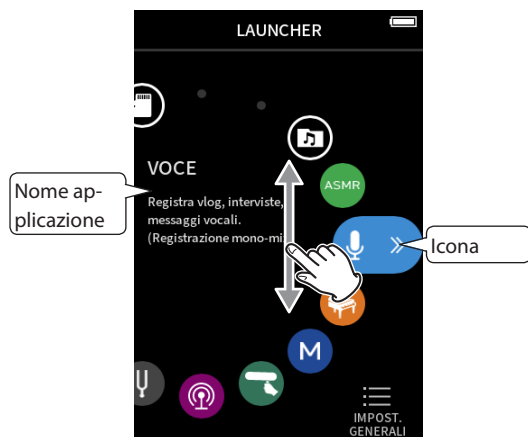 LAUNCHER
VOCE
Registra vlog, interviste,
messaggi vocali.
(Registrazione mono-mi
Nome ap-
plicazione
ASMR
Icona
M
IMPOST.
GENERALI